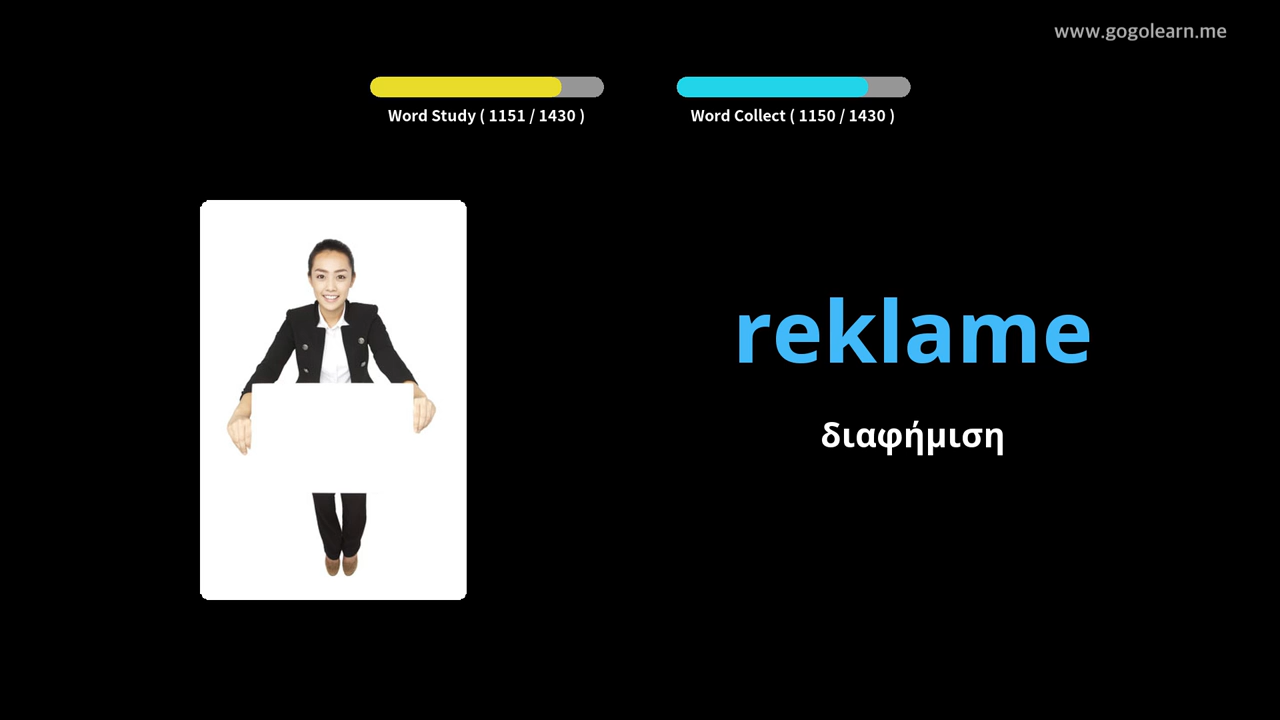 www.gogolearn.me
Word Study ( 1151 / 1430 )
Word Collect ( 1150 / 1430 )
reklame
διαφήμιση